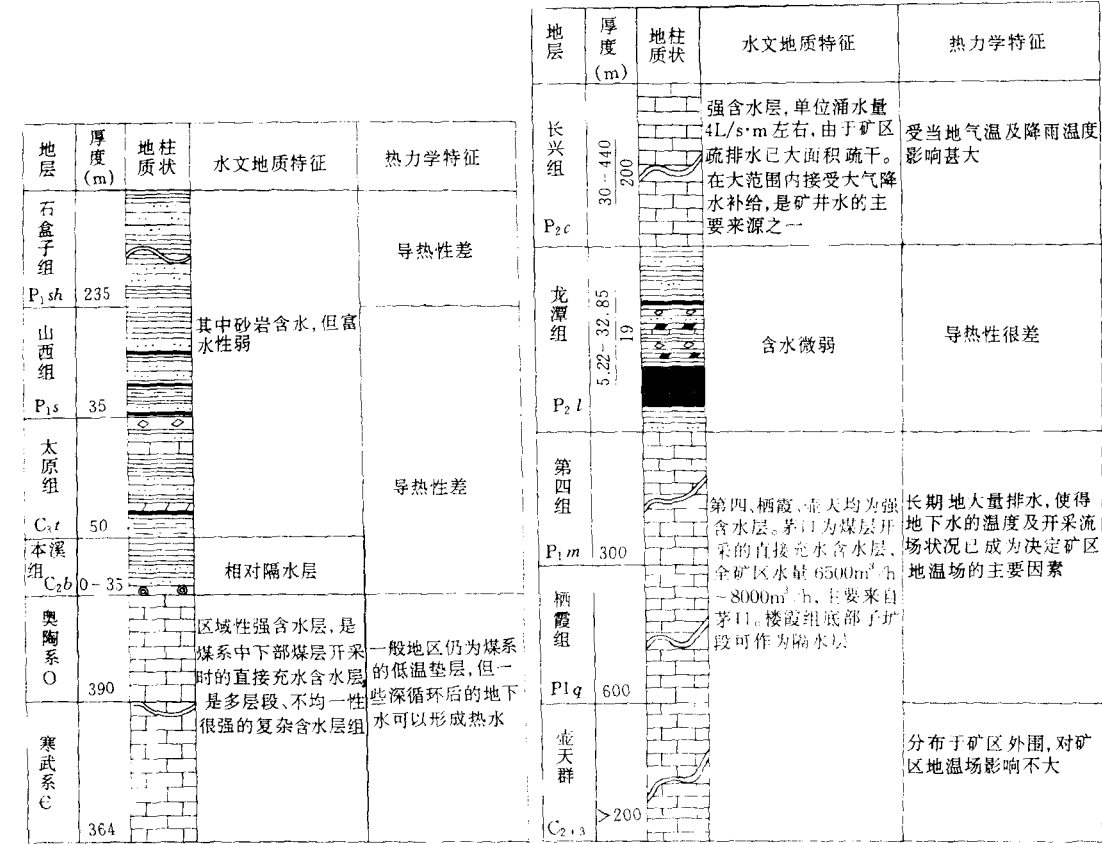 地层
厚度(m)
地质柱状
水文地质特征
热力学特征
石盒子组
P₁sh
235
导热性差
山西组
P₁s
35
其中砂岩含水,但富
水性弱
太原组
C₃t
50
导热性差
本溪组
C₂b
0-35
相对隔水层
奥陶系
O
390
区域性强含水层,是
煤系中下部煤层开采
时的直接充水含水层,
是多层段、不均一性
很强的复杂含水层组
一般地区仍为煤系
的低温垫层,但一
些深循环后的地下
水可以形成热水
寒武系
Є
364
地层
厚度(m)
地质柱状
水文地质特征
热力学特征
长兴组
P₂c
30-440
200
强含水层,单位涌水量
4L/s·m左右,由于矿区
疏排水已大面积疏干。
在大范围内接受大气降
水补给,是矿井水的主
要来源之一
受当地气温及降雨温度
影响甚大
龙潭组
P₂l
5.22-32.85
19
含水微弱
导热性很差
第四组
P₁m
300
第四、栖霞、壶天均为强
含水层。茅口为煤层开
采的直接充水含水层,
全矿区水量6500m³/h
~8000m³/h,主要来自
茅口。楼霞组底部子圹
段可作为隔水层
长期地大量排水,使得
地下水的温度及开采流
场状况已成为决定矿区
地温场的主要因素
栖霞组
P1q
600
壶天群
C₂₊₃
>200
分布于矿区外围,对矿
区地温场影响不大